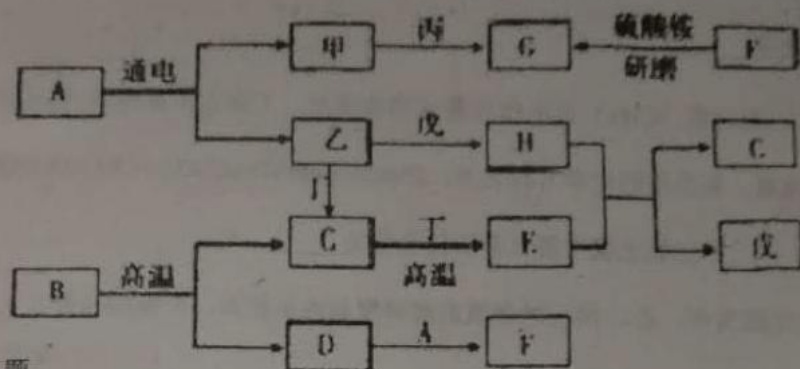 甲 丙 G 硫酸铵 F
研磨
A 通电
乙 戊 H C
丁
C 丁 E 戊
高温
B 高温
D A F